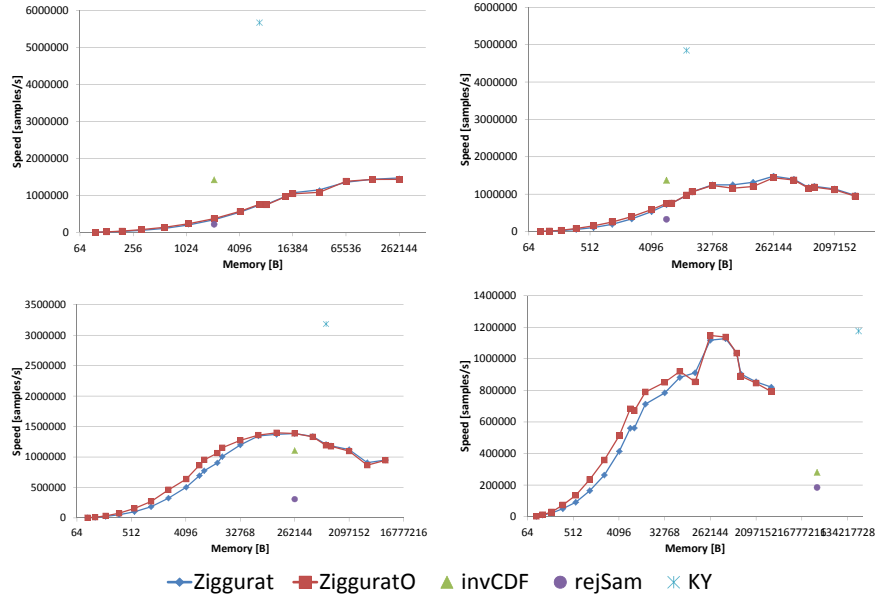 6000000
5000000
4000000
3000000
2000000
1000000
0
Speed [samples/s]
64 256 1024 4096 16384 65536 262144
Memory [B]
6000000
5000000
4000000
3000000
2000000
1000000
0
Speed [samples/s]
64 512 4096 32768 262144 2097152
Memory [B]
3500000
3000000
2500000
2000000
1500000
1000000
500000
0
Speed [samples/s]
64 512 4096 32768 262144 2097152 16777216
Memory [B]
1400000
1200000
1000000
800000
600000
400000
200000
0
Speed [samples/s]
64 512 4096 32768 262144 2097152 16777216 134217728
Memory [B]
Ziggurat ZigguratO invCDF rejSam KY